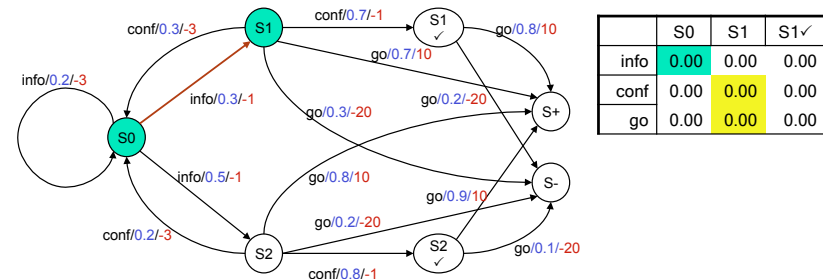 conf/0.3/-3
S1
conf/0.7/-1
S1
✓
go/0.8/10
go/0.7/10
info/0.2/-3
info/0.3/-1
go/0.2/-20
go/0.3/-20
S+
S0
info/0.5/-1
go/0.8/10
go/0.9/10
S-
conf/0.2/-3
go/0.2/-20
S2
S2
✓
go/0.1/-20
conf/0.8/-1
S0 S1 S1✓
info 0.00 0.00 0.00
conf 0.00 0.00 0.00
go 0.00 0.00 0.00